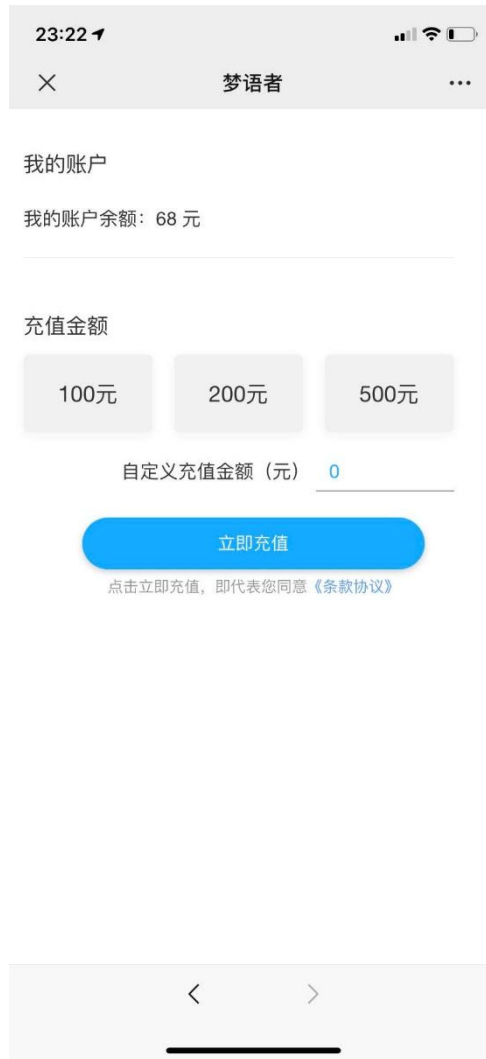 23:22
梦语者
我的账户
我的账户余额：68 元
充值金额
100元 200元 500元
自定义充值金额（元） 0
立即充值
点击立即充值，即代表您同意《条款协议》